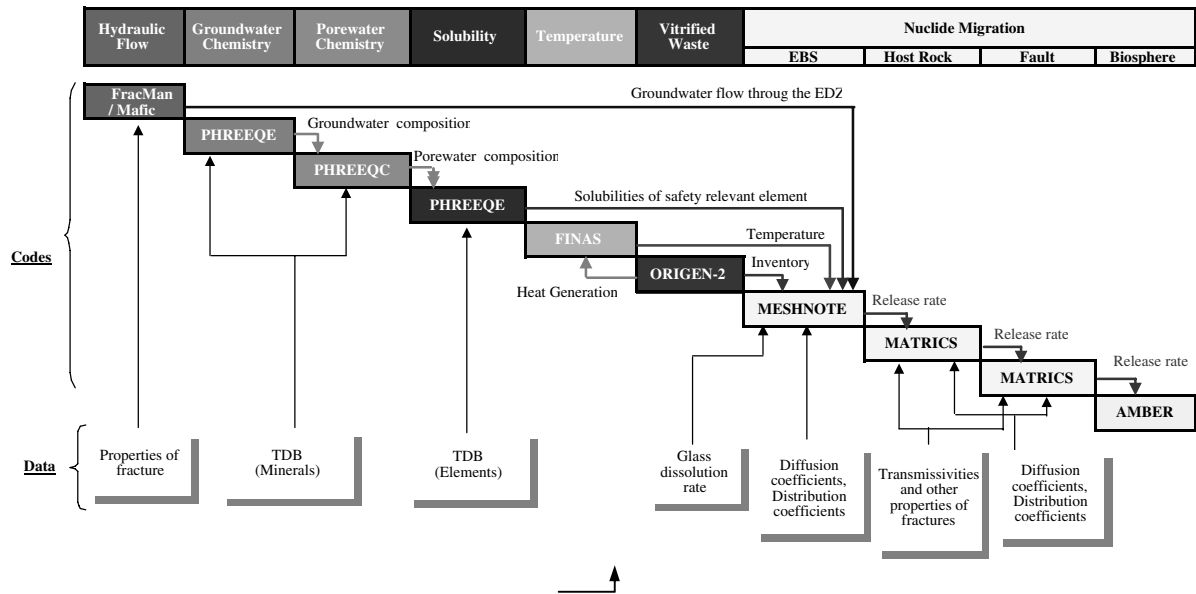 Hydraulic
Flow
Groundwater
Chemistry
Porewater
Chemistry
Solubility
Temperature
Vitrified
Waste
Nuclide Migration
EBS
Host Rock
Fault
Biosphere
Codes
FracMan
/ Mafic
Groundwater flow throug the EDZ
PHREEQE
Groundwater composition
PHREEQC
Porewater composition
PHREEQE
Solubilities of safety relevant element
FINAS
Temperature
Heat Generation
ORIGEN-2
Inventory
MESHNOTE
Release rate
MATRICS
Release rate
MATRICS
Release rate
AMBER
Data
Properties of
fracture
TDB
(Minerals)
TDB
(Elements)
Glass
dissolution
rate
Diffusion
coefficients,
Distribution
coefficients
Transmissivities
and other
properties of
fractures
Diffusion
coefficients,
Distribution
coefficients